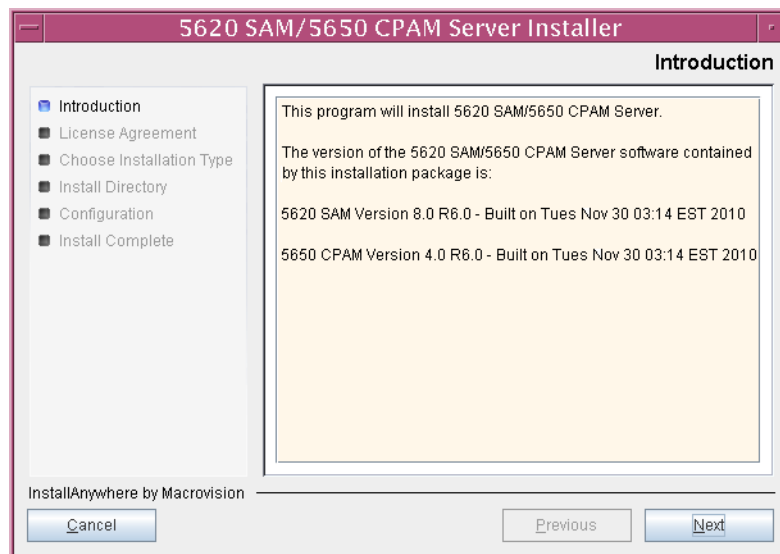 5620 SAM/5650 CPAM Server Installer
Introduction
Introduction
License Agreement
Choose Installation Type
Install Directory
Configuration
Install Complete
This program will install 5620 SAM/5650 CPAM Server.
The version of the 5620 SAM/5650 CPAM Server software contained
by this installation package is:
5620 SAM Version 8.0 R6.0 - Built on Tues Nov 30 03:14 EST 2010
5650 CPAM Version 4.0 R6.0 - Built on Tues Nov 30 03:14 EST 2010
InstallAnywhere by Macrovision
Cancel
Previous
Next